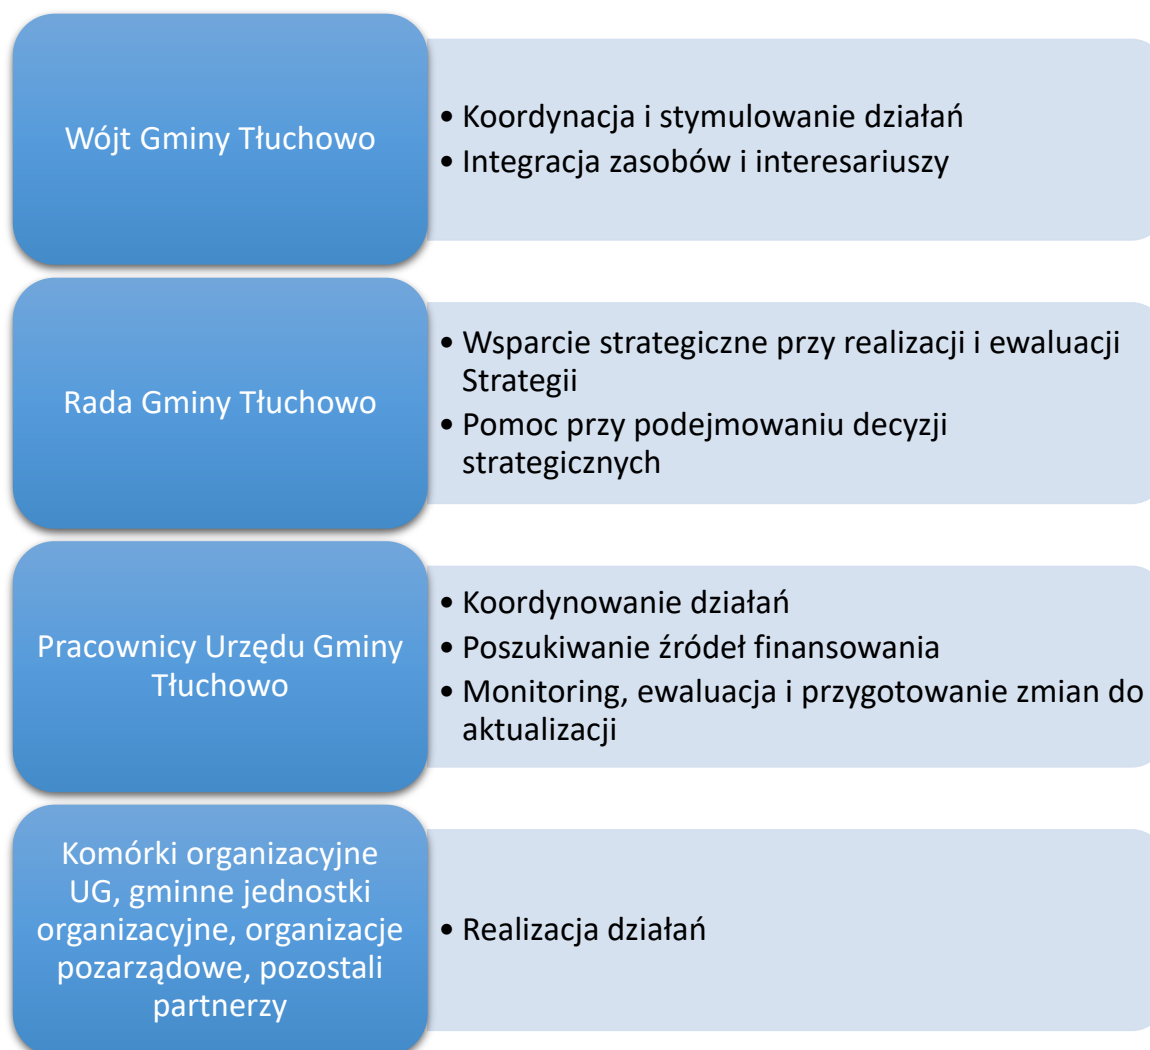 Wójt Gminy Tłuchowo
• Koordynacja i stymulowanie działań
• Integracja zasobów i interesariuszy
Rada Gminy Tłuchowo
• Wsparcie strategiczne przy realizacji i ewaluacji
Strategii
• Pomoc przy podejmowaniu decyzji
strategicznych
Pracownicy Urzędu Gminy
Tłuchowo
• Koordynowanie działań
• Poszukiwanie źródeł finansowania
• Monitoring, ewaluacja i przygotowanie zmian do
aktualizacji
Komórki organizacyjne
UG, gminne jednostki
organizacyjne, organizacje
pozarządowe, pozostali
partnerzy
• Realizacja działań